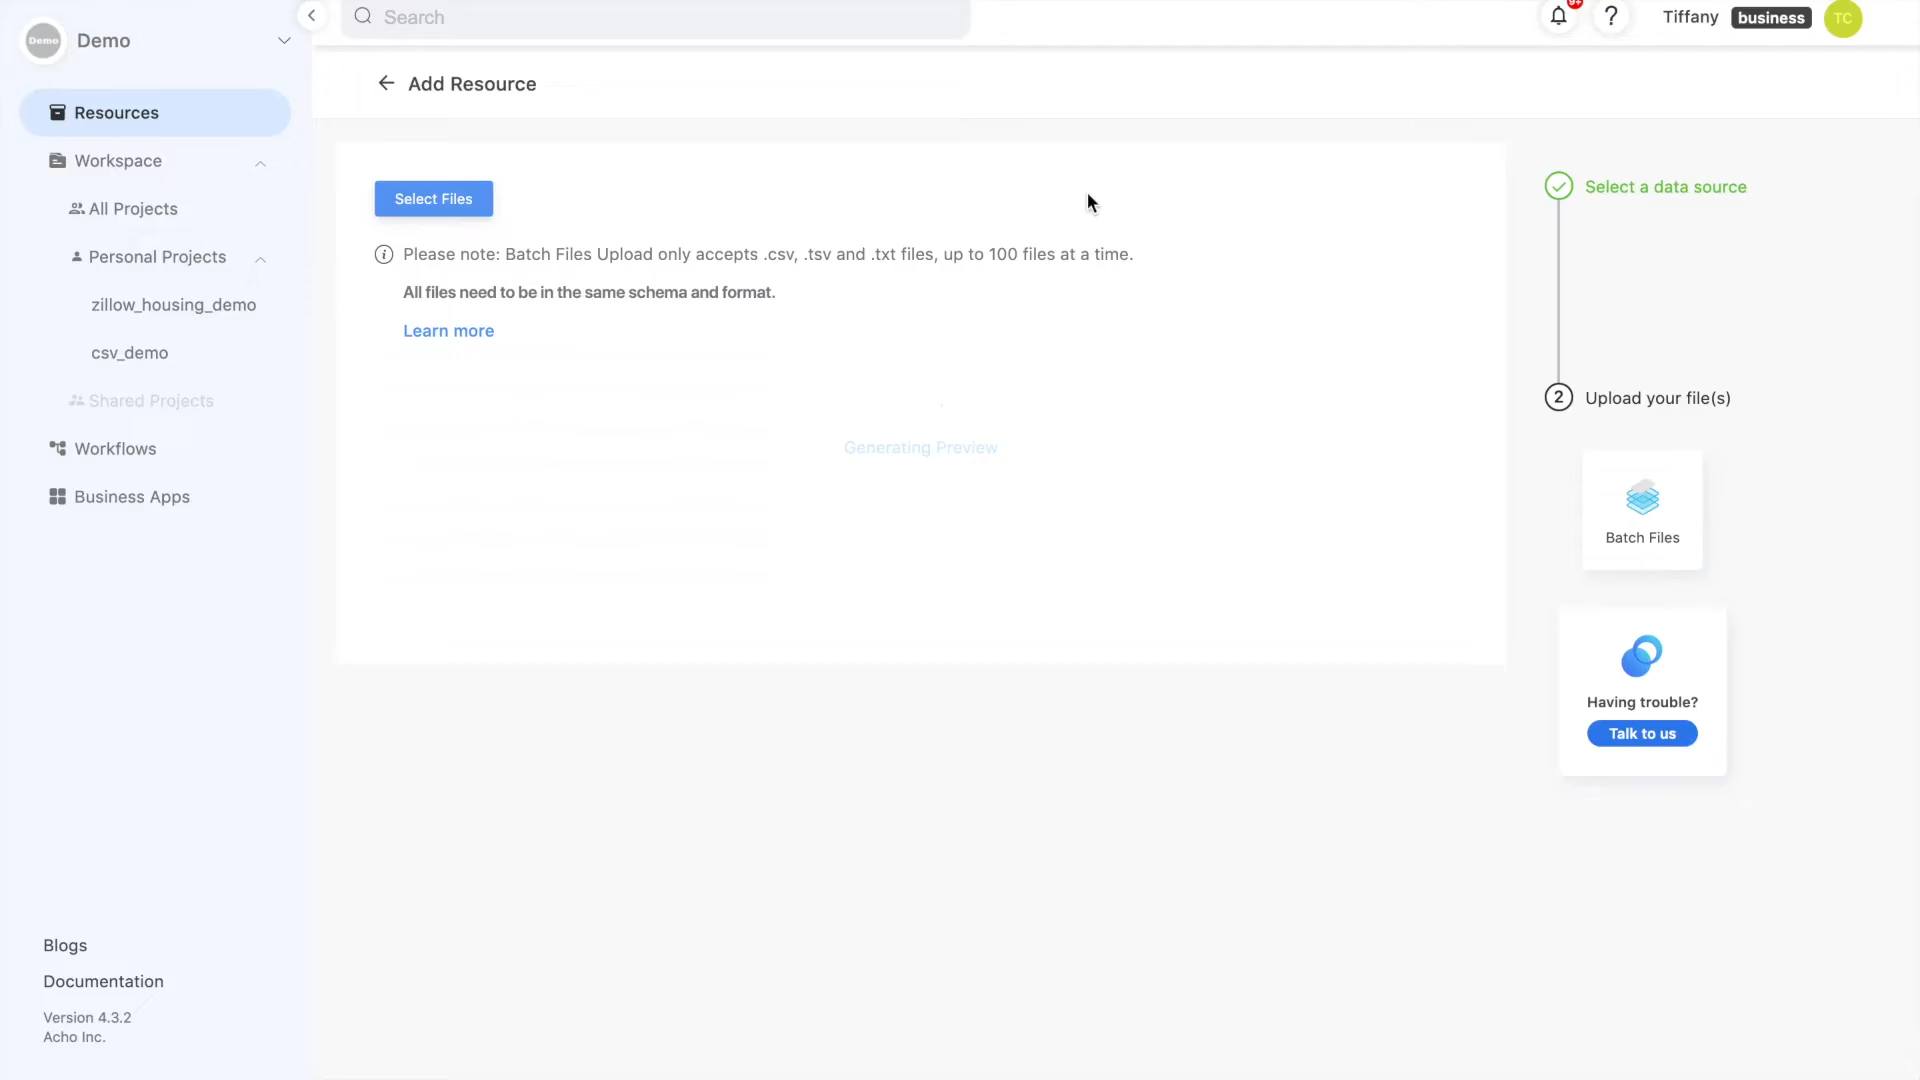 Demo
Demo
Search
9+
?
Tiffany
business
TC
Add Resource
Resources
Workspace
All Projects
Personal Projects
zillow_housing_demo
csv_demo
Shared Projects
Workflows
Business Apps
Select Files
Please note: Batch Files Upload only accepts .csv, .tsv and .txt files, up to 100 files at a time.
All files need to be in the same schema and format.
Learn more
Generating Preview
Select a data source
2
Upload your file(s)
Batch Files
Having trouble?
Talk to us
Blogs
Documentation
Version 4.3.2
Acho Inc.